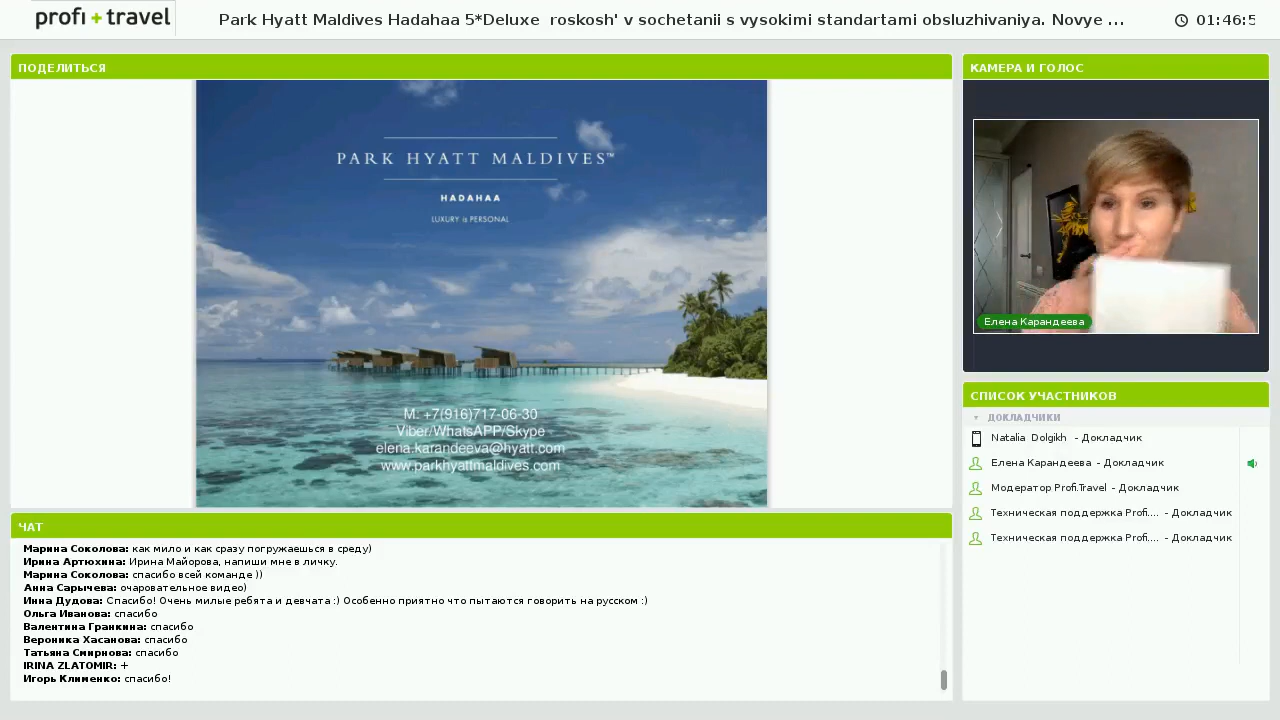 profi + travel
Park Hyatt Maldives Hadahaa 5*Deluxe roskosh' v sochetanii s vysokimi standartami obsluzhivaniya. Novye ...
01:46:5
ПОДЕЛИТЬСЯ
PARK HYATT MALDIVES™
HADAHAA
LUXURY is PERSONAL
M: +7(916)717-06-30
Viber/WhatsAPP/Skype
elena.karandeeva@hyatt.com
www.parkhyattmaldives.com
ЧАТ
Марина Соколова: как мило и как сразу погружаешься в среду)
Ирина Артюхина: Ирина Майорова, напиши мне в личку.
Марина Соколова: спасибо всей команде ))
Анна Сарычева: очаровательное видео)
Инна Дудова: Спасибо! Очень милые ребята и девчата :) Особенно приятно что пытаются говорить на русском :)
Ольга Иванова: спасибо
Валентина Гранкина: спасибо
Вероника Хасанова: спасибо
Татьяна Смирнова: спасибо
IRINA ZLATOMIR: +
Игорь Клименко: спасибо!
КАМЕРА И ГОЛОС
Елена Карандеева
СПИСОК УЧАСТНИКОВ
ДОКЛАДЧИКИ
Natalia Dolgikh - Докладчик
Елена Карандеева - Докладчик
Модератор Profi.Travel - Докладчик
Техническая поддержка Profi.... - Докладчик
Техническая поддержка Profi.... - Докладчик